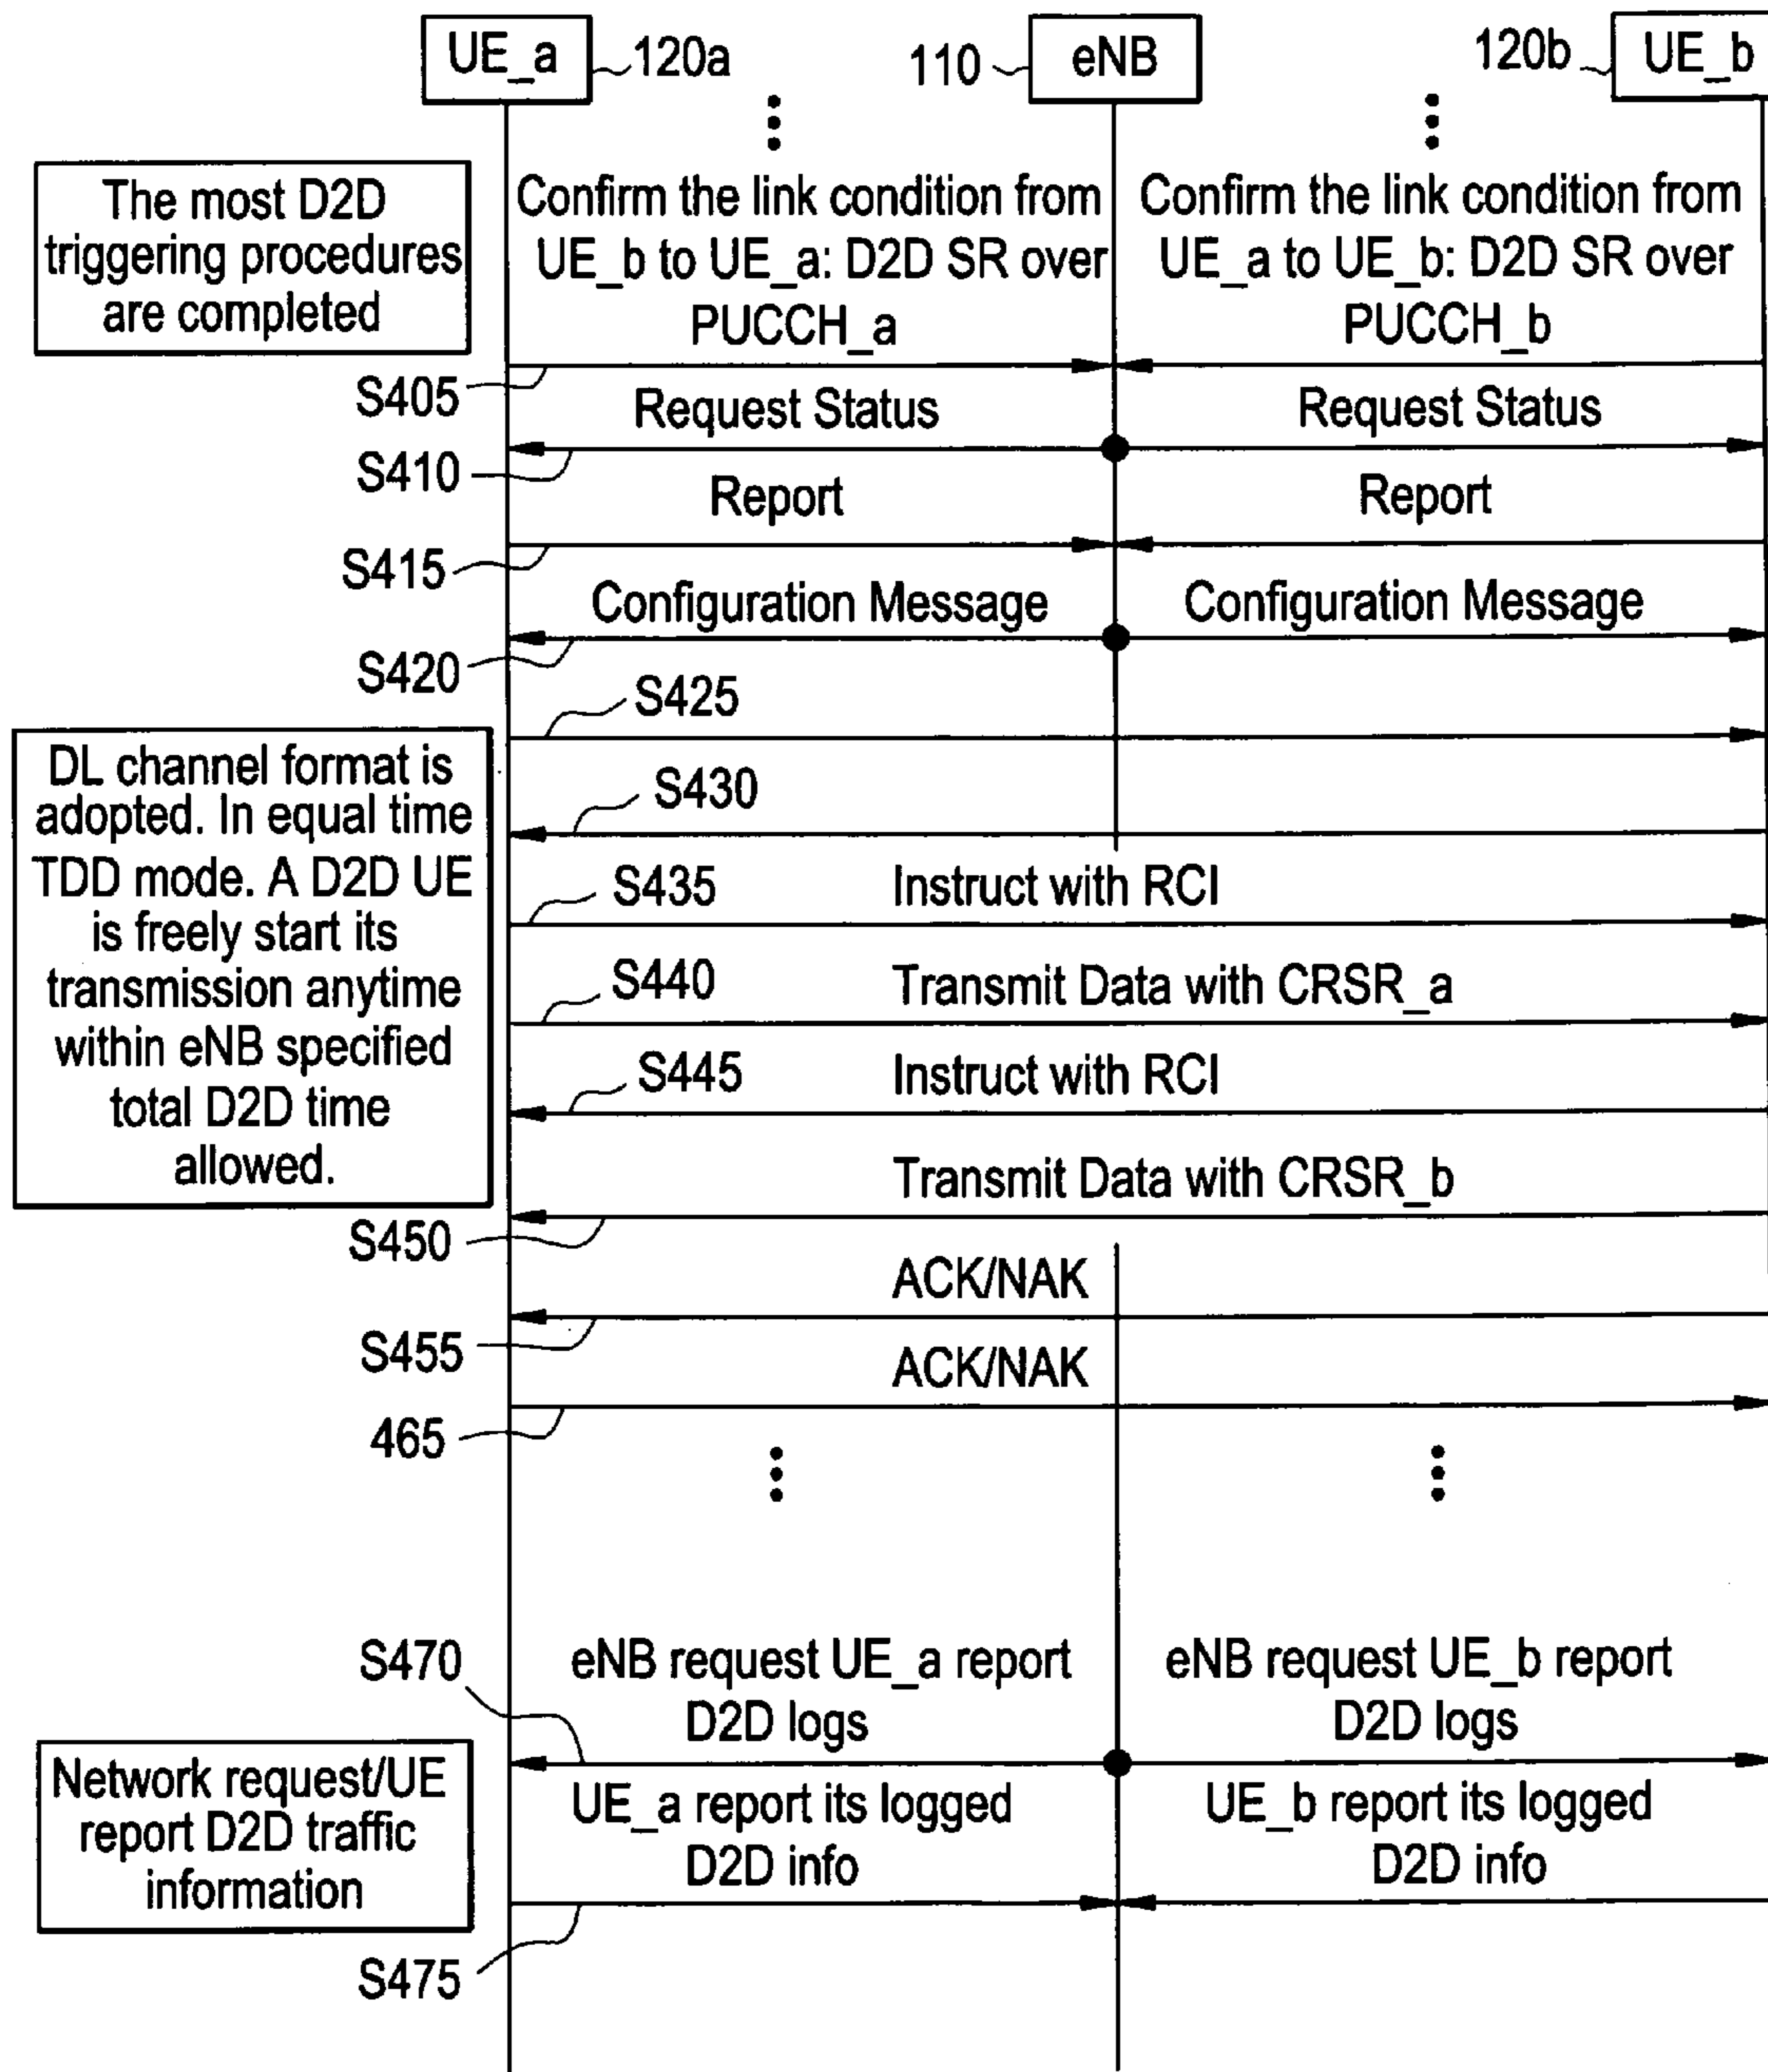 UE_a
120a
110
eNB
120b
UE_b
The most D2D
triggering procedures
are completed
Confirm the link condition from
UE_b to UE_a: D2D SR over
PUCCH_a
Confirm the link condition from
UE_a to UE_b: D2D SR over
PUCCH_b
S405
Request Status
Request Status
S410
Report
Report
S415
Configuration Message
Configuration Message
S420
S425
DL channel format is
adopted. In equal time
TDD mode. A D2D UE
is freely start its
transmission anytime
within eNB specified
total D2D time
allowed.
S430
S435
Instruct with RCI
S440
Transmit Data with CRSR_a
S445
Instruct with RCI
Transmit Data with CRSR_b
S450
ACK/NAK
S455
ACK/NAK
465
S470
eNB request UE_a report
D2D logs
eNB request UE_b report
D2D logs
Network request/UE
report D2D traffic
information
UE_a report its logged
D2D info
UE_b report its logged
D2D info
S475